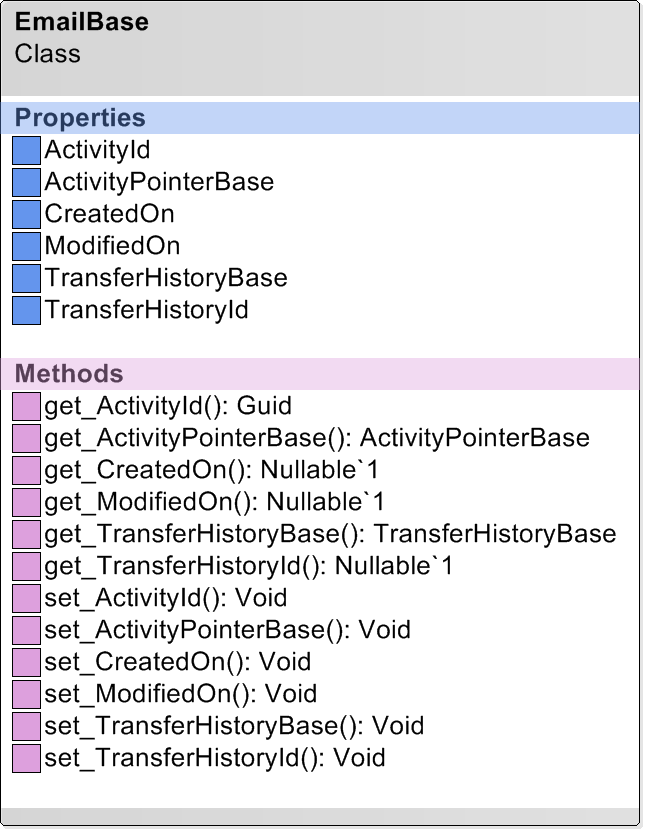 EmailBase
Class
Properties
ActivityId
ActivityPointerBase
CreatedOn
ModifiedOn
TransferHistoryBase
TransferHistoryId
Methods
get_ActivityId(): Guid
get_ActivityPointerBase(): ActivityPointerBase
get_CreatedOn(): Nullable`1
get_ModifiedOn(): Nullable`1
get_TransferHistoryBase(): TransferHistoryBase
get_TransferHistoryId(): Nullable`1
set_ActivityId(): Void
set_ActivityPointerBase(): Void
set_CreatedOn(): Void
set_ModifiedOn(): Void
set_TransferHistoryBase(): Void
set_TransferHistoryId(): Void